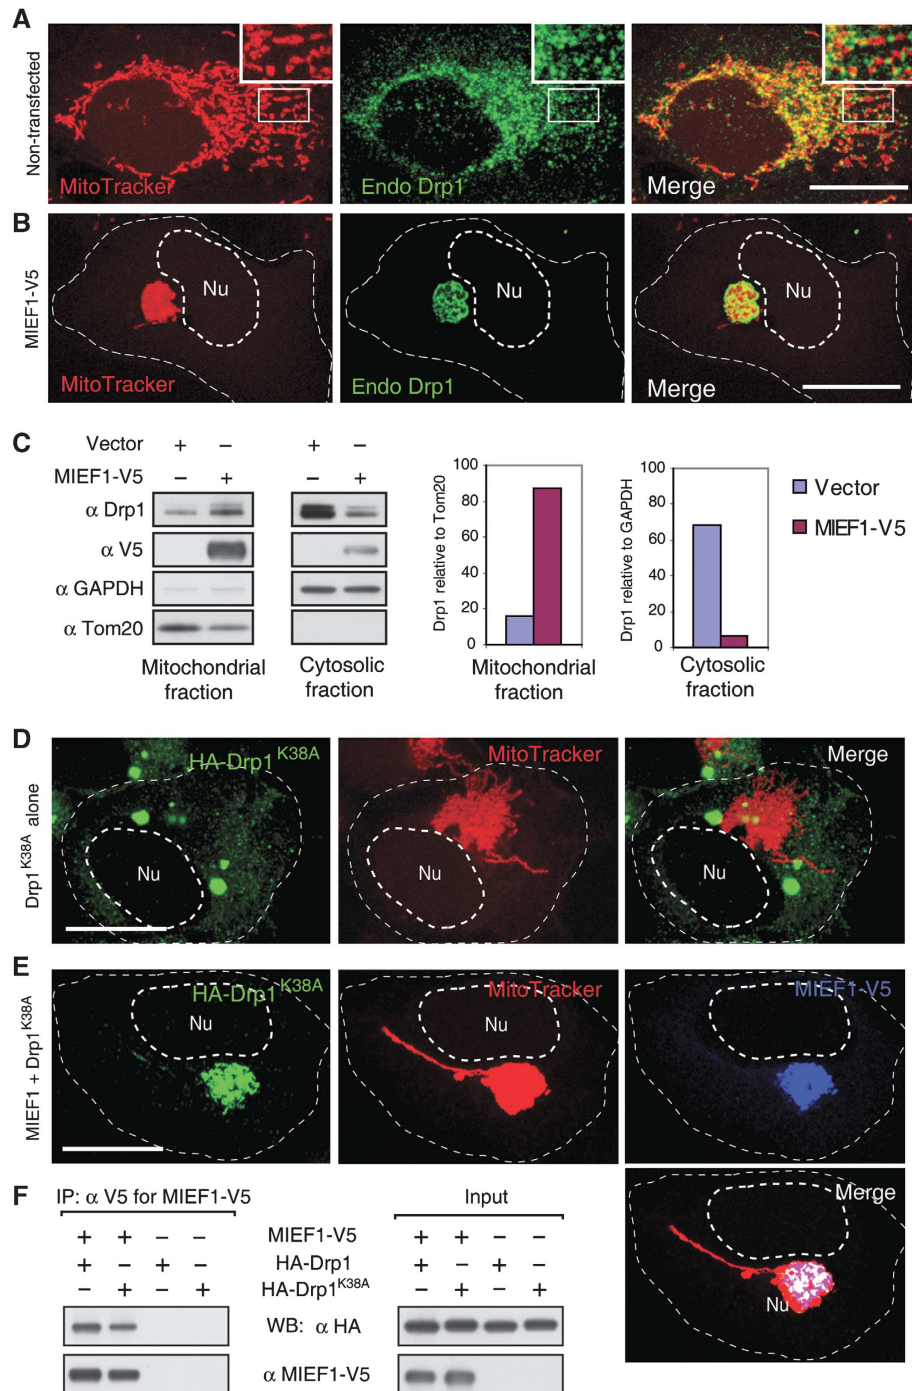 A
Non-transfected
MitoTracker
Endo Drp1
Merge
B
MIEF1-V5
Nu
MitoTracker
Nu
Endo Drp1
Nu
Merge
C
Vector + – + –
MIEF1-V5 – + – +
α Drp1
α V5
α GAPDH
α Tom20
Mitochondrial fraction
Cytosolic fraction
Drp1 relative to Tom20
100
80
60
40
20
0
Mitochondrial fraction
Drp1 relative to GAPDH
100
80
60
40
20
0
Cytosolic fraction
Vector
MIEF1-V5
D
Drp1K38A alone
HA-Drp1K38A
Nu
MitoTracker
Nu
Merge
Nu
E
MIEF1 + Drp1K38A
HA-Drp1K38A
Nu
MitoTracker
Nu
MIEF1-V5
Merge
Nu
F
IP: α V5 for MIEF1-V5
Input
+ + – – MIEF1-V5 + + – –
+ – + – HA-Drp1 + – + –
– + – + HA-Drp1K38A – + – +
WB: α HA
α MIEF1-V5